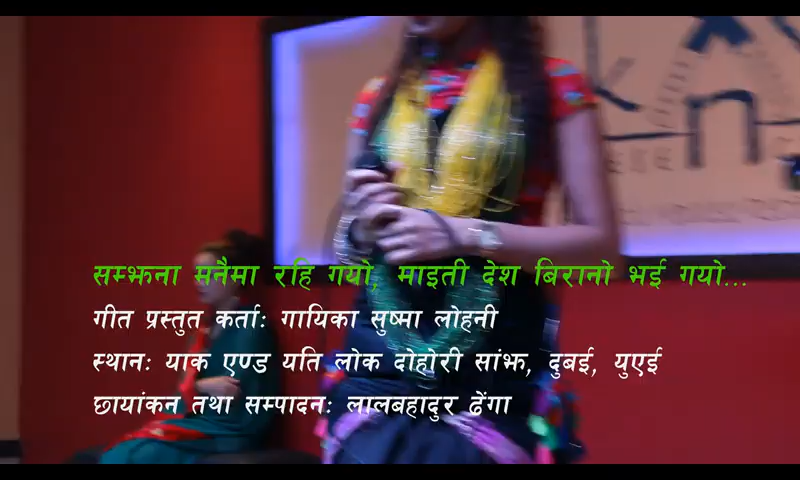 सम्झना मनैमा रहि गयो, माइती देश बिरानो भई गयो...
गीत प्रस्तुत कर्ताः गायिका सुष्मा लोहनी
स्थानः याक एण्ड यति लोक दोहोरी सांझ, दुबई, युएई
छायांकन तथा सम्पादनः लालबहादुर ढेंगा